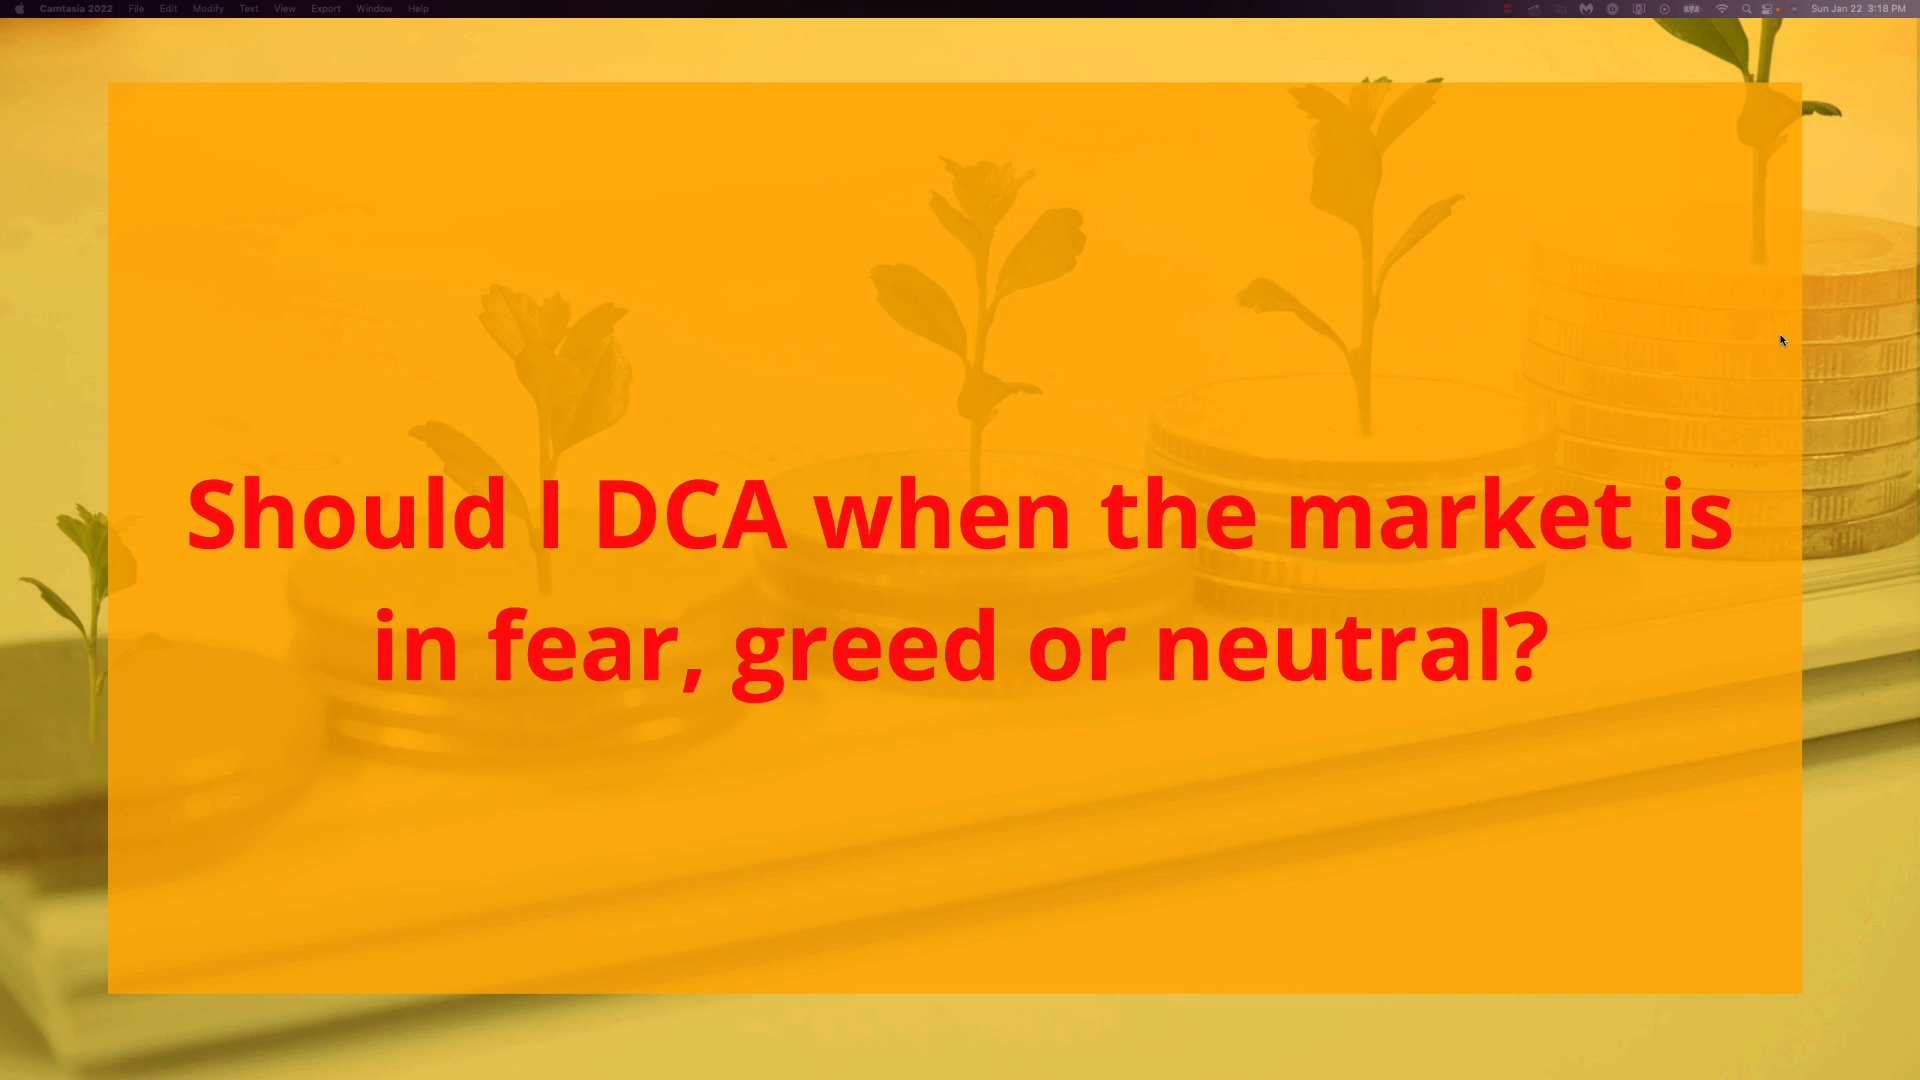 Camtasia 2022 File Edit Modify Text View Export Window Help Sun Jan 22 3:18 PM
Should I DCA when the market is
in fear, greed or neutral?